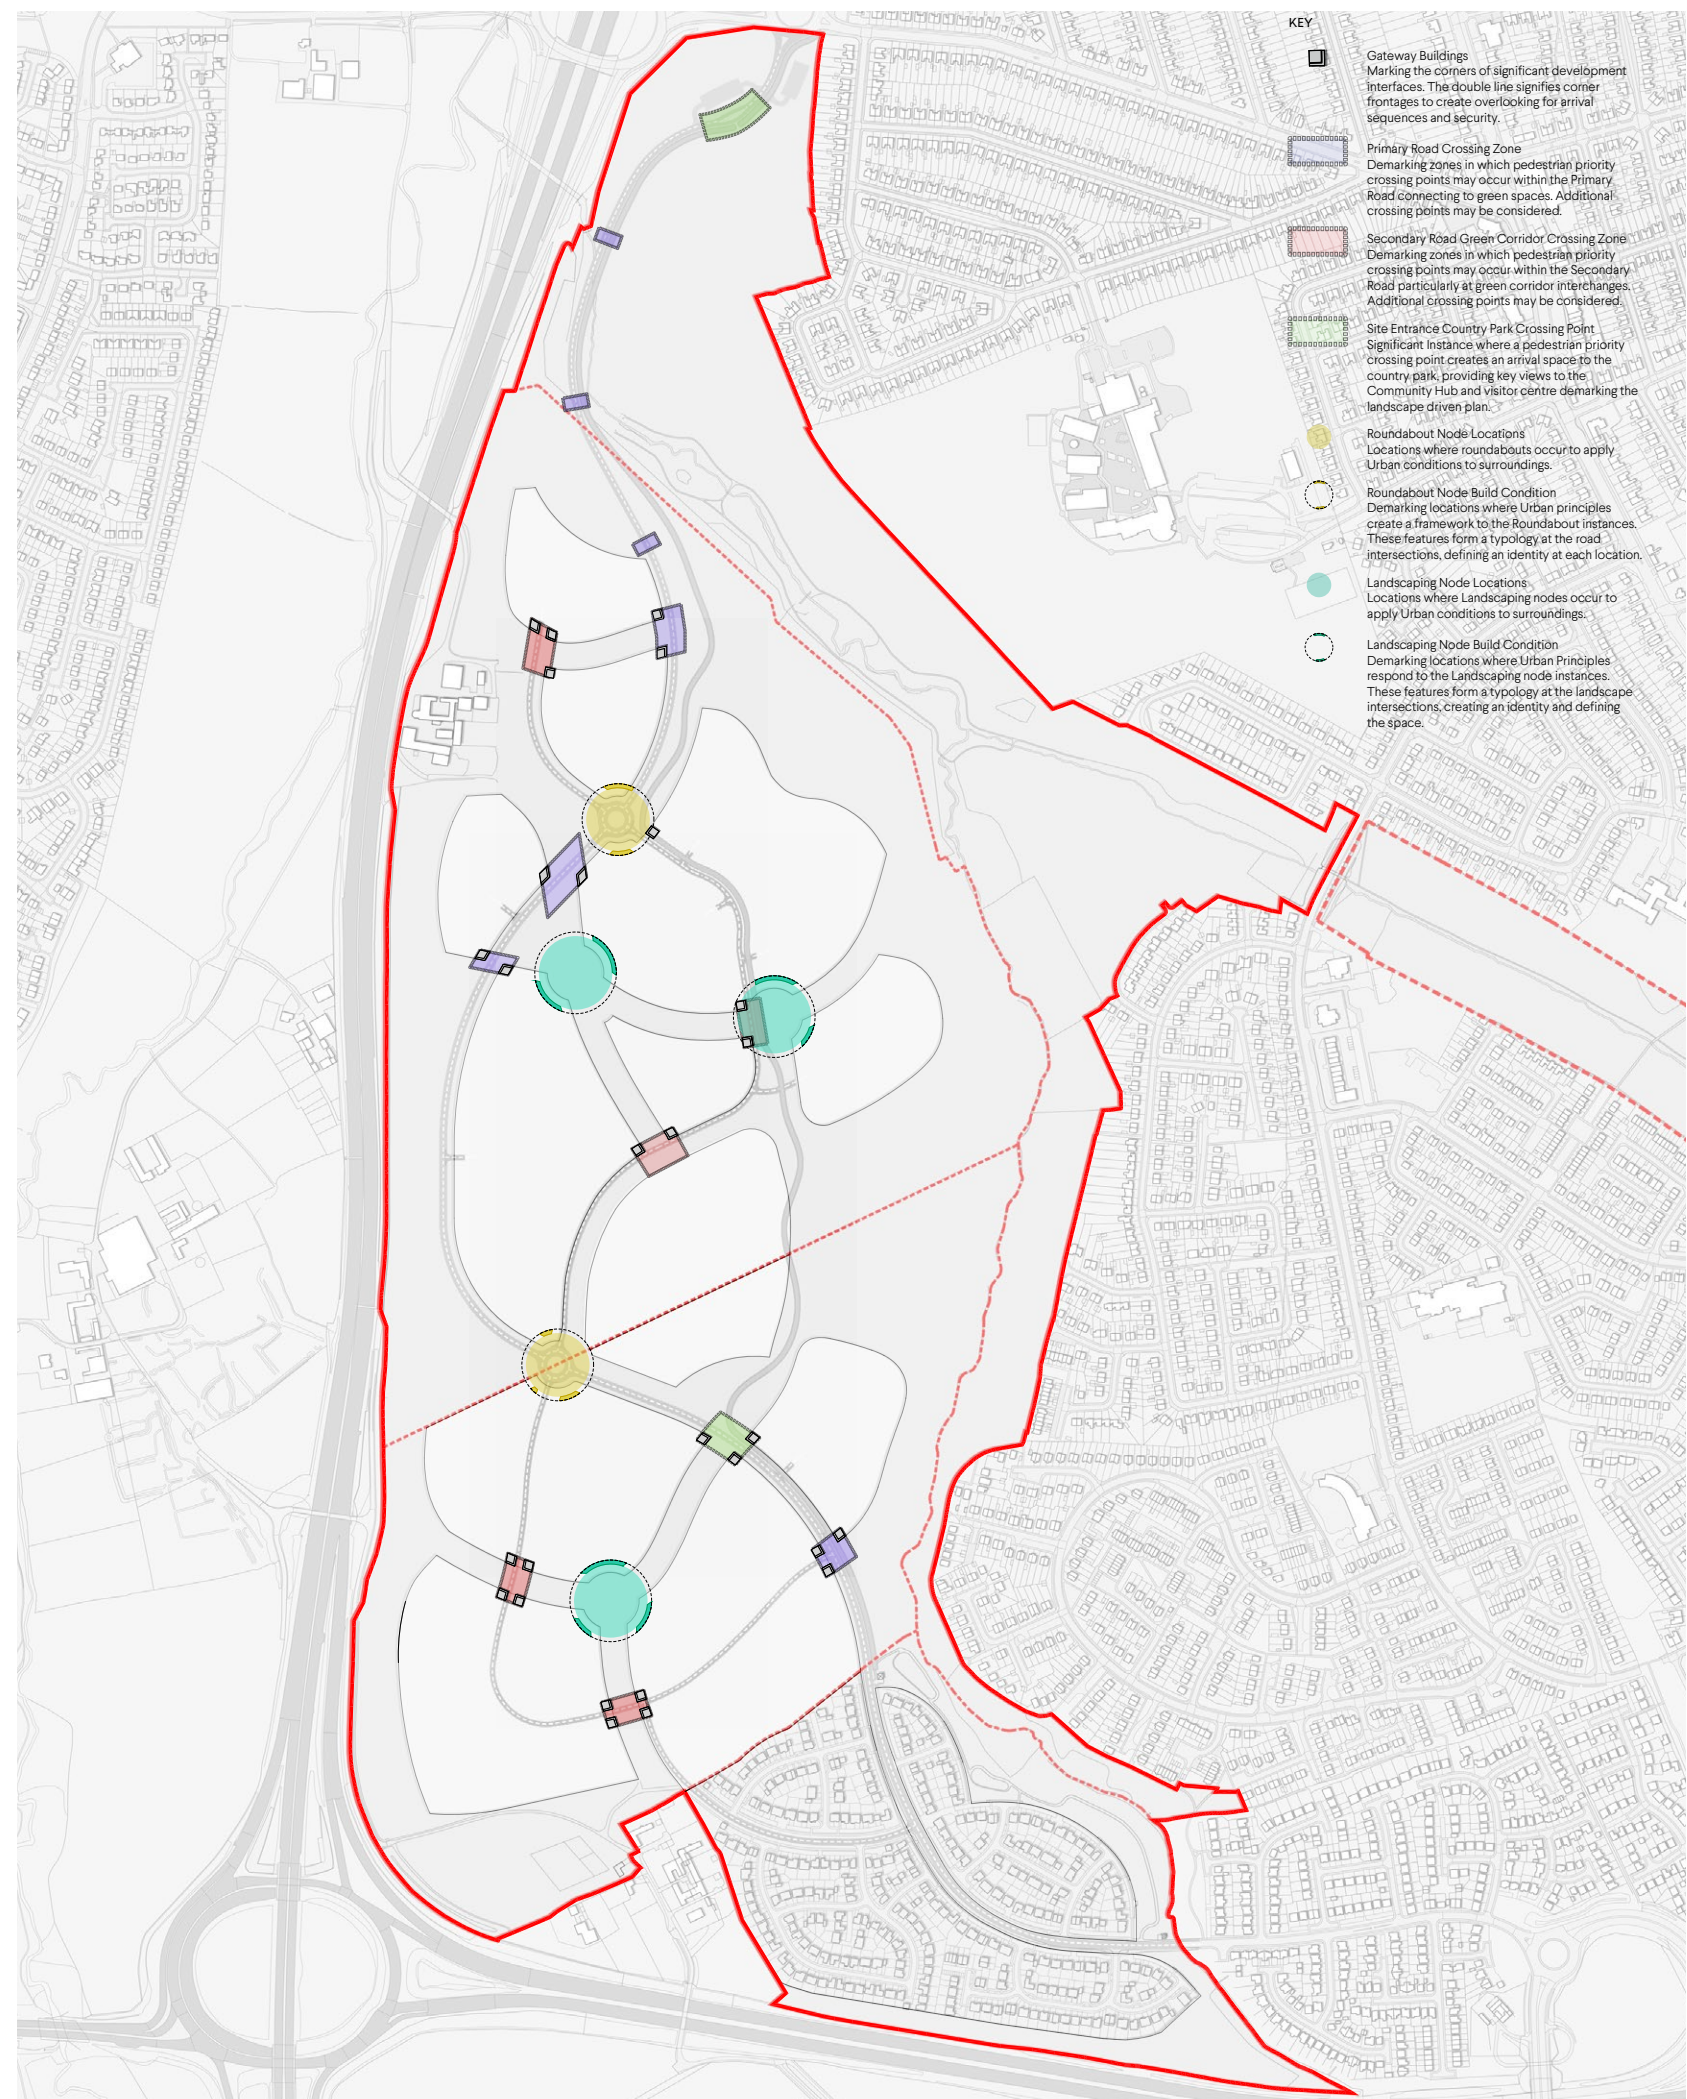 KEY
Gateway Buildings
Marking the corners of significant development
interfaces. The double line signifies corner
frontages to create overlooking for arrival
sequences and security.
Primary Road Crossing Zone
Demarking zones in which pedestrian priority
crossing points may occur within the Primary
Road connecting to green spaces. Additional
crossing points may be considered.
Secondary Road Green Corridor Crossing Zone
Demarking zones in which pedestrian priority
crossing points may occur within the Secondary
Road particularly at green corridor interchanges.
Additional crossing points may be considered.
Site Entrance Country Park Crossing Point
Significant Instance where a pedestrian priority
crossing point creates an arrival space to the
country park, providing key views to the
Community Hub and visitor centre demarking the
landscape driven plan.
Roundabout Node Locations
Locations where roundabouts occur to apply
Urban conditions to surroundings.
Roundabout Node Build Condition
Demarking locations where Urban principles
create a framework to the Roundabout instances.
These features form a typology at the road
intersections, defining an identity at each location.
Landscaping Node Locations
Locations where Landscaping nodes occur to
apply Urban conditions to surroundings.
Landscaping Node Build Condition
Demarking locations where Urban Principles
respond to the Landscaping node instances.
These features form a typology at the landscape
intersections, creating an identity and defining
the space.